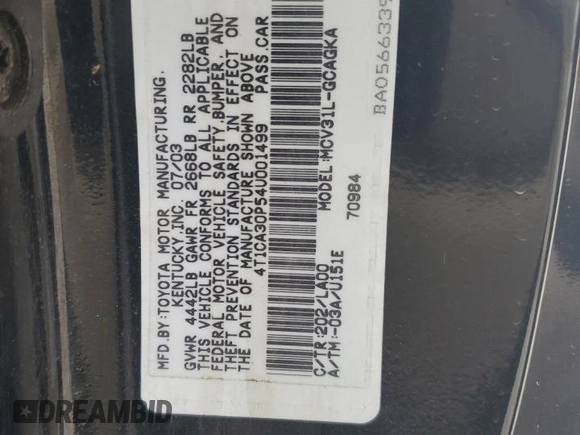 MFD.BY:TOYOTA MOTOR MANUFACTURING,
KENTUCKY,INC. 07/03
GVWR 4442LB GAWR FR 2668LB RR 2282LB
THIS VEHICLE CONFORMS TO ALL APPLICABLE
FEDERAL MOTOR VEHICLE SAFETY,BUMPER, AND
THEFT PREVENTION STANDARDS IN EFFECT ON
THE DATE OF MANUFACTURE SHOWN ABOVE
4T1CA30P54U001499 PASS.CAR
C/TR:202/LA00 MODEL:MCV31L-GCAGKA
A/TM:-03A/U151E
70984
BA05666339
DREAMBID